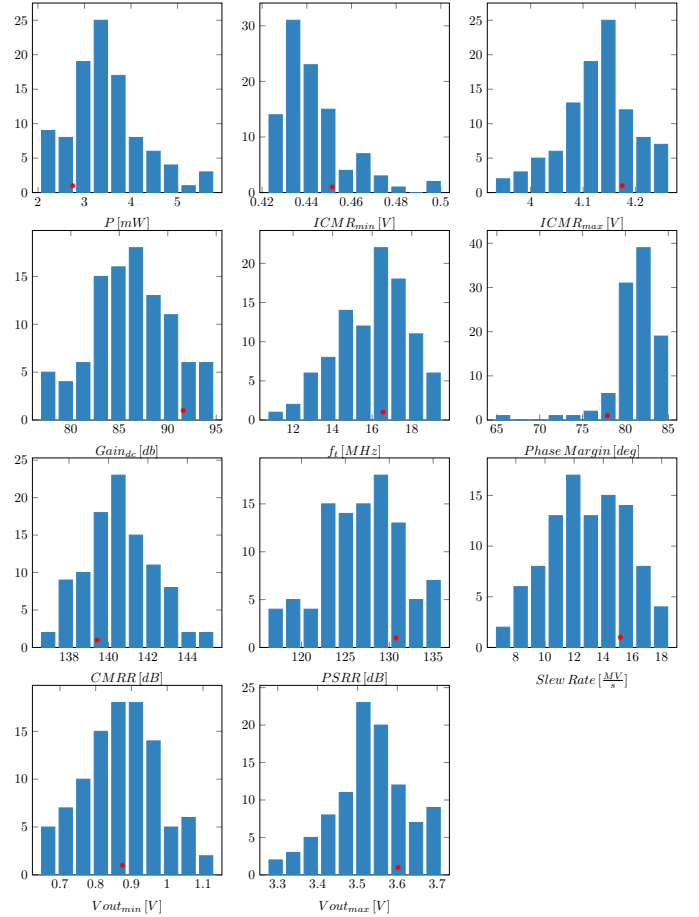 25
20
15
10
5
0
2 3 4 5
P [mW]
30
20
10
0
0.42 0.44 0.46 0.48 0.5
ICMR_min [V]
25
20
15
10
5
0
4 4.1 4.2
ICMR_max [V]
15
10
5
0
80 85 90 95
Gain_dc [db]
20
15
10
5
0
12 14 16 18
f_t [MHz]
40
30
20
10
0
65 70 75 80 85
Phase Margin [deg]
25
20
15
10
5
0
138 140 142 144
CMRR [dB]
15
10
5
0
120 125 130 135
PSRR [dB]
15
10
5
0
8 10 12 14 16 18
Slew Rate [MV/s]
15
10
5
0
0.7 0.8 0.9 1 1.1
Vout_min [V]
25
20
15
10
5
0
3.3 3.4 3.5 3.6 3.7
Vout_max [V]